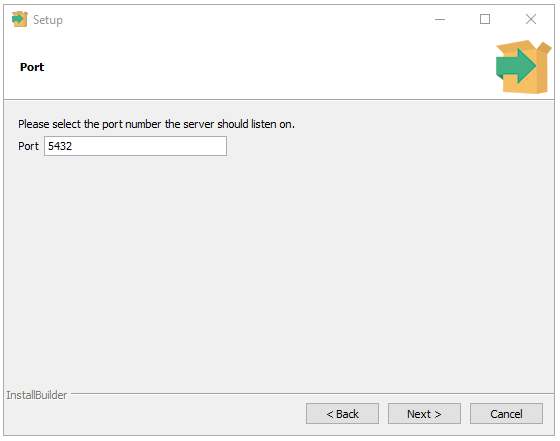 Setup
Port
Please select the port number the server should listen on.
Port 5432
InstallBuilder
< Back Next > Cancel